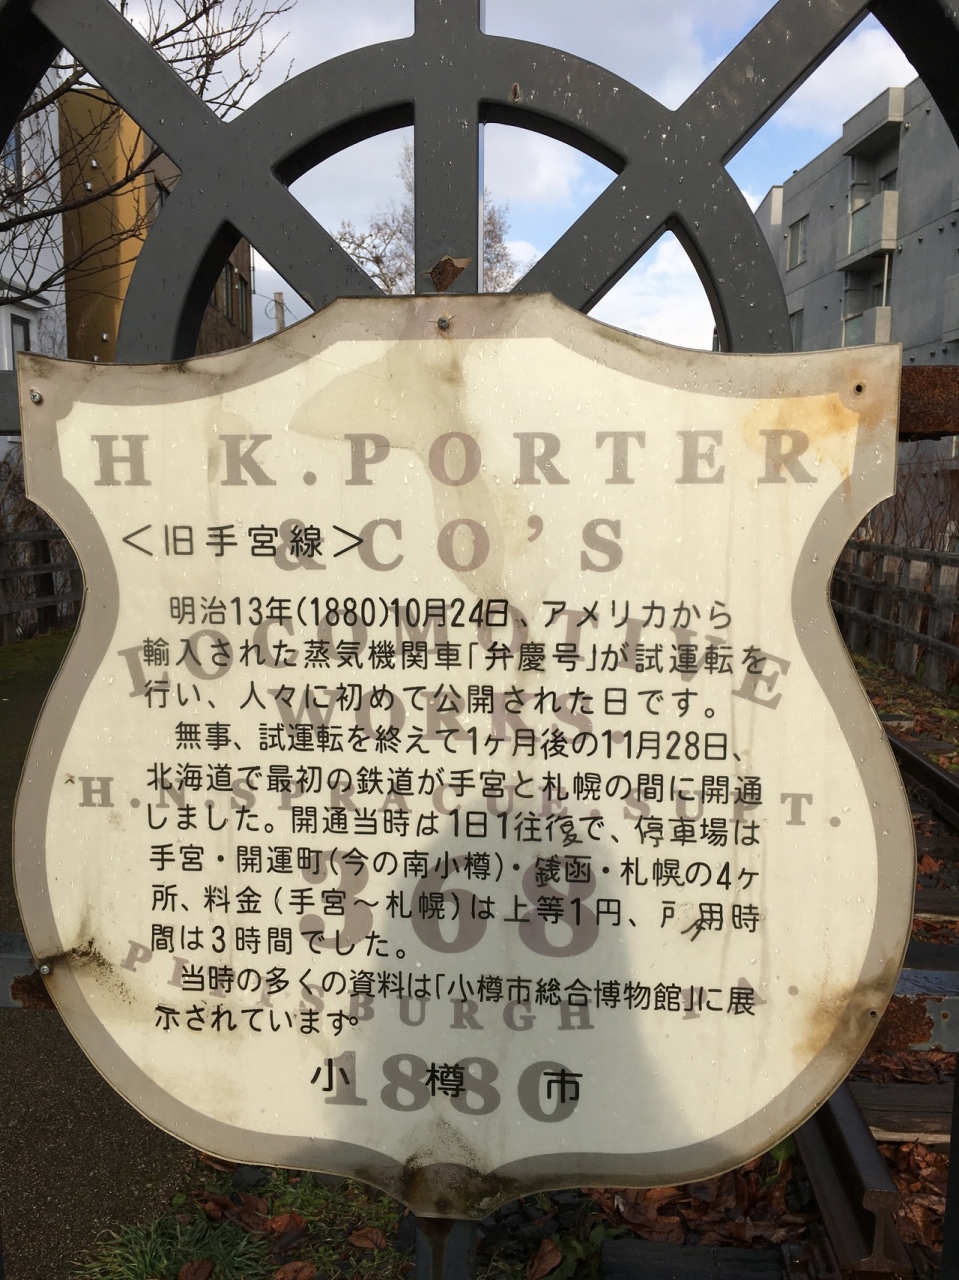 H K.PORTER
& CO'S
LOCOMOTIVE
WORKS.
H.N.SPRAGUE.SUPT.
368
PITTSBURGH PA.
1880
＜旧手宮線＞
明治13年(1880)10月24日、アメリカから
輸入された蒸気機関車｢弁慶号｣が試運転を
行い、人々に初めて公開された日です。
無事、試運転を終えて1ヶ月後の11月28日、
北海道で最初の鉄道が手宮と札幌の間に開通
しました。開通当時は1日1往復で、停車場は
手宮・開運町(今の南小樽)・銭函・札幌の4ヶ
所、料金(手宮～札幌)は上等1円、所用時
間は3時間でした。
当時の多くの資料は｢小樽市総合博物館｣に展
示されています。
小 樽 市